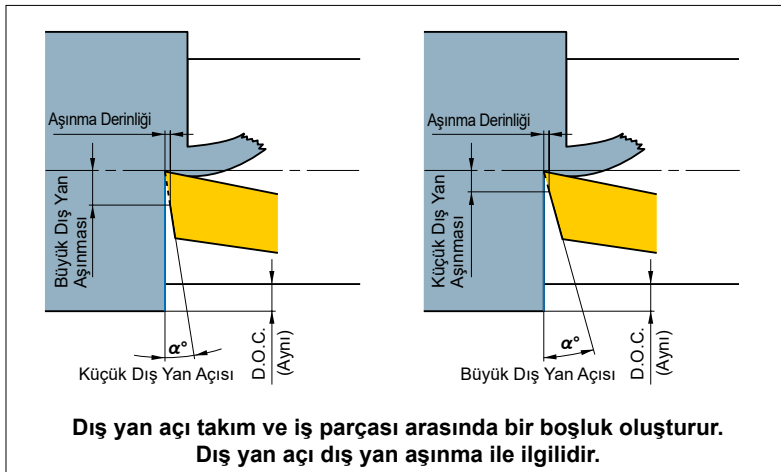 Aşınma Derinliği
Büyük Dış Yan
Aşınması
α°
Küçük Dış Yan Açısı
D.O.C.
(Aynı)
Aşınma Derinliği
Küçük Dış Yan
Aşınması
α°
Büyük Dış Yan Açısı
D.O.C.
(Aynı)
Dış yan açı takım ve iş parçası arasında bir boşluk oluşturur.
Dış yan açı dış yan aşınma ile ilgilidir.